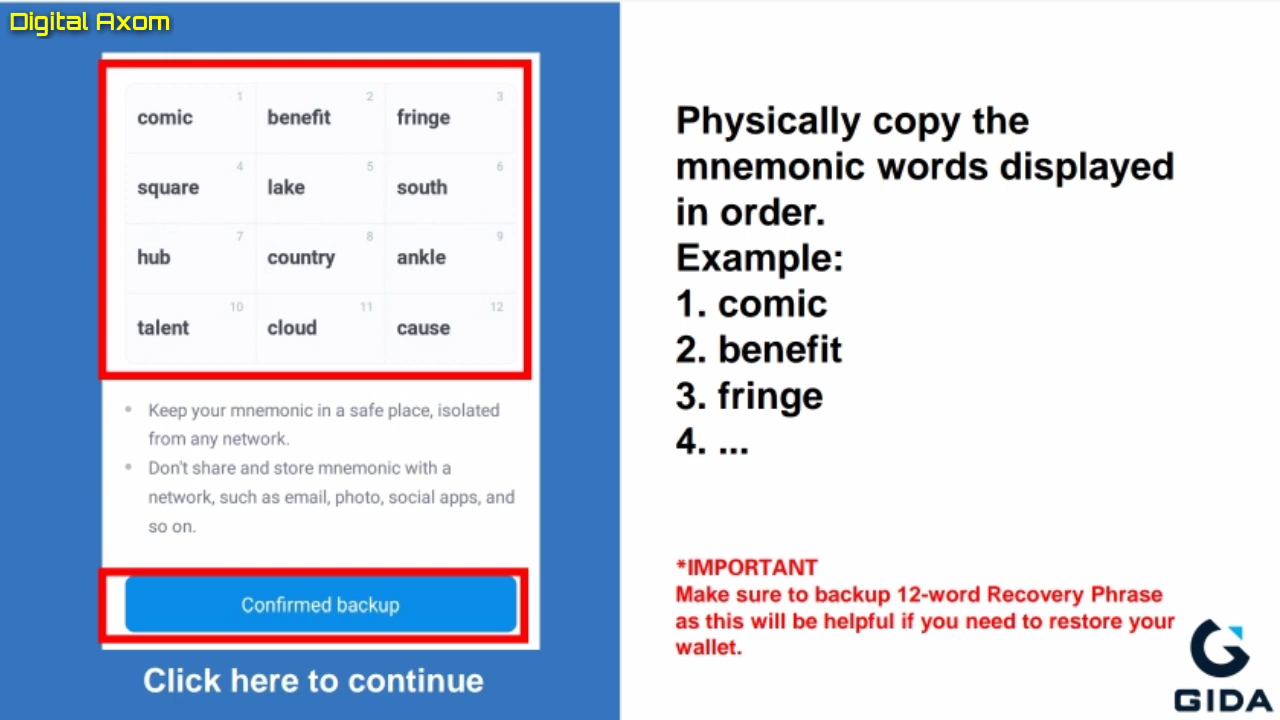 Digital Axom
1
2
3
comic
benefit
fringe
4
5
6
square
lake
south
7
8
9
hub
country
ankle
10
11
12
talent
cloud
cause
• Keep your mnemonic in a safe place, isolated
from any network.
• Don't share and store mnemonic with a
network, such as email, photo, social apps, and
so on.
Confirmed backup
Click here to continue
Physically copy the
mnemonic words displayed
in order.
Example:
1. comic
2. benefit
3. fringe
4. ...
*IMPORTANT
Make sure to backup 12-word Recovery Phrase
as this will be helpful if you need to restore your
wallet.
GIDA